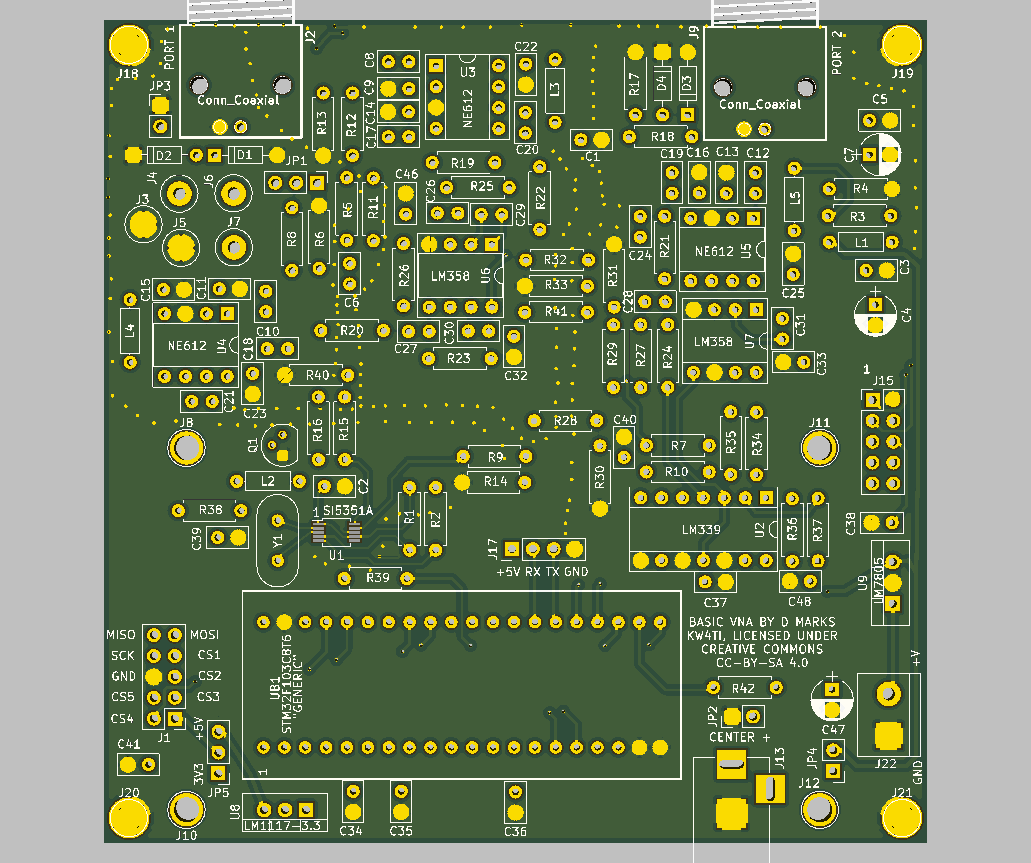 PORT 1
J2
J9
PORT 2
J18
J19
JP3
Conn_Coaxial
Conn_Coaxial
C8
C9
C14
C17
U3
NE612
C22
C20
L3
R17
D4
D3
R18
C5
C7
R13
R12
C1
D2
D1
JP1
J4
J6
J3
J5
J7
R19
R25
R22
C46
C26
C29
C19
C16
C13
C12
L5
R4
R3
L1
R6
R11
R8
R6
C24
R21
NE612
U5
C25
C3
C4
C15
C11
C10
C6
R26
LM358
U6
R32
R33
R41
R31
C28
LM358
U7
C31
C33
L4
NE612
U4
C18
C21
C23
R20
C27
C30
R23
C32
R29
R27
R24
R40
R16
R15
1
J15
J8
J11
Q1
R28
C40
R7
R10
R35
R34
R9
R14
R30
L2
C2
R38
SI5351A
1
U1
R1
R2
C39
Y1
R39
LM339
U2
R36
R37
C38
J17
+5V RX TX GND
C37
C48
U9
LM7805
BASIC VNA BY D MARKS
KW4TI, LICENSED UNDER
CREATIVE COMMONS
CC-BY-SA 4.0
MISO
MOSI
SCK
CS1
GND
CS2
CS5
CS3
CS4
J1
UB1
STM32F103C8T6
"GENERIC"
1
+5V
3V3
JP5
C41
R42
JP2
CENTER +
C47
+V
J22
GND
J13
JP4
J12
J20
J10
U8
LM1117-3.3
C34
C35
C36
J21